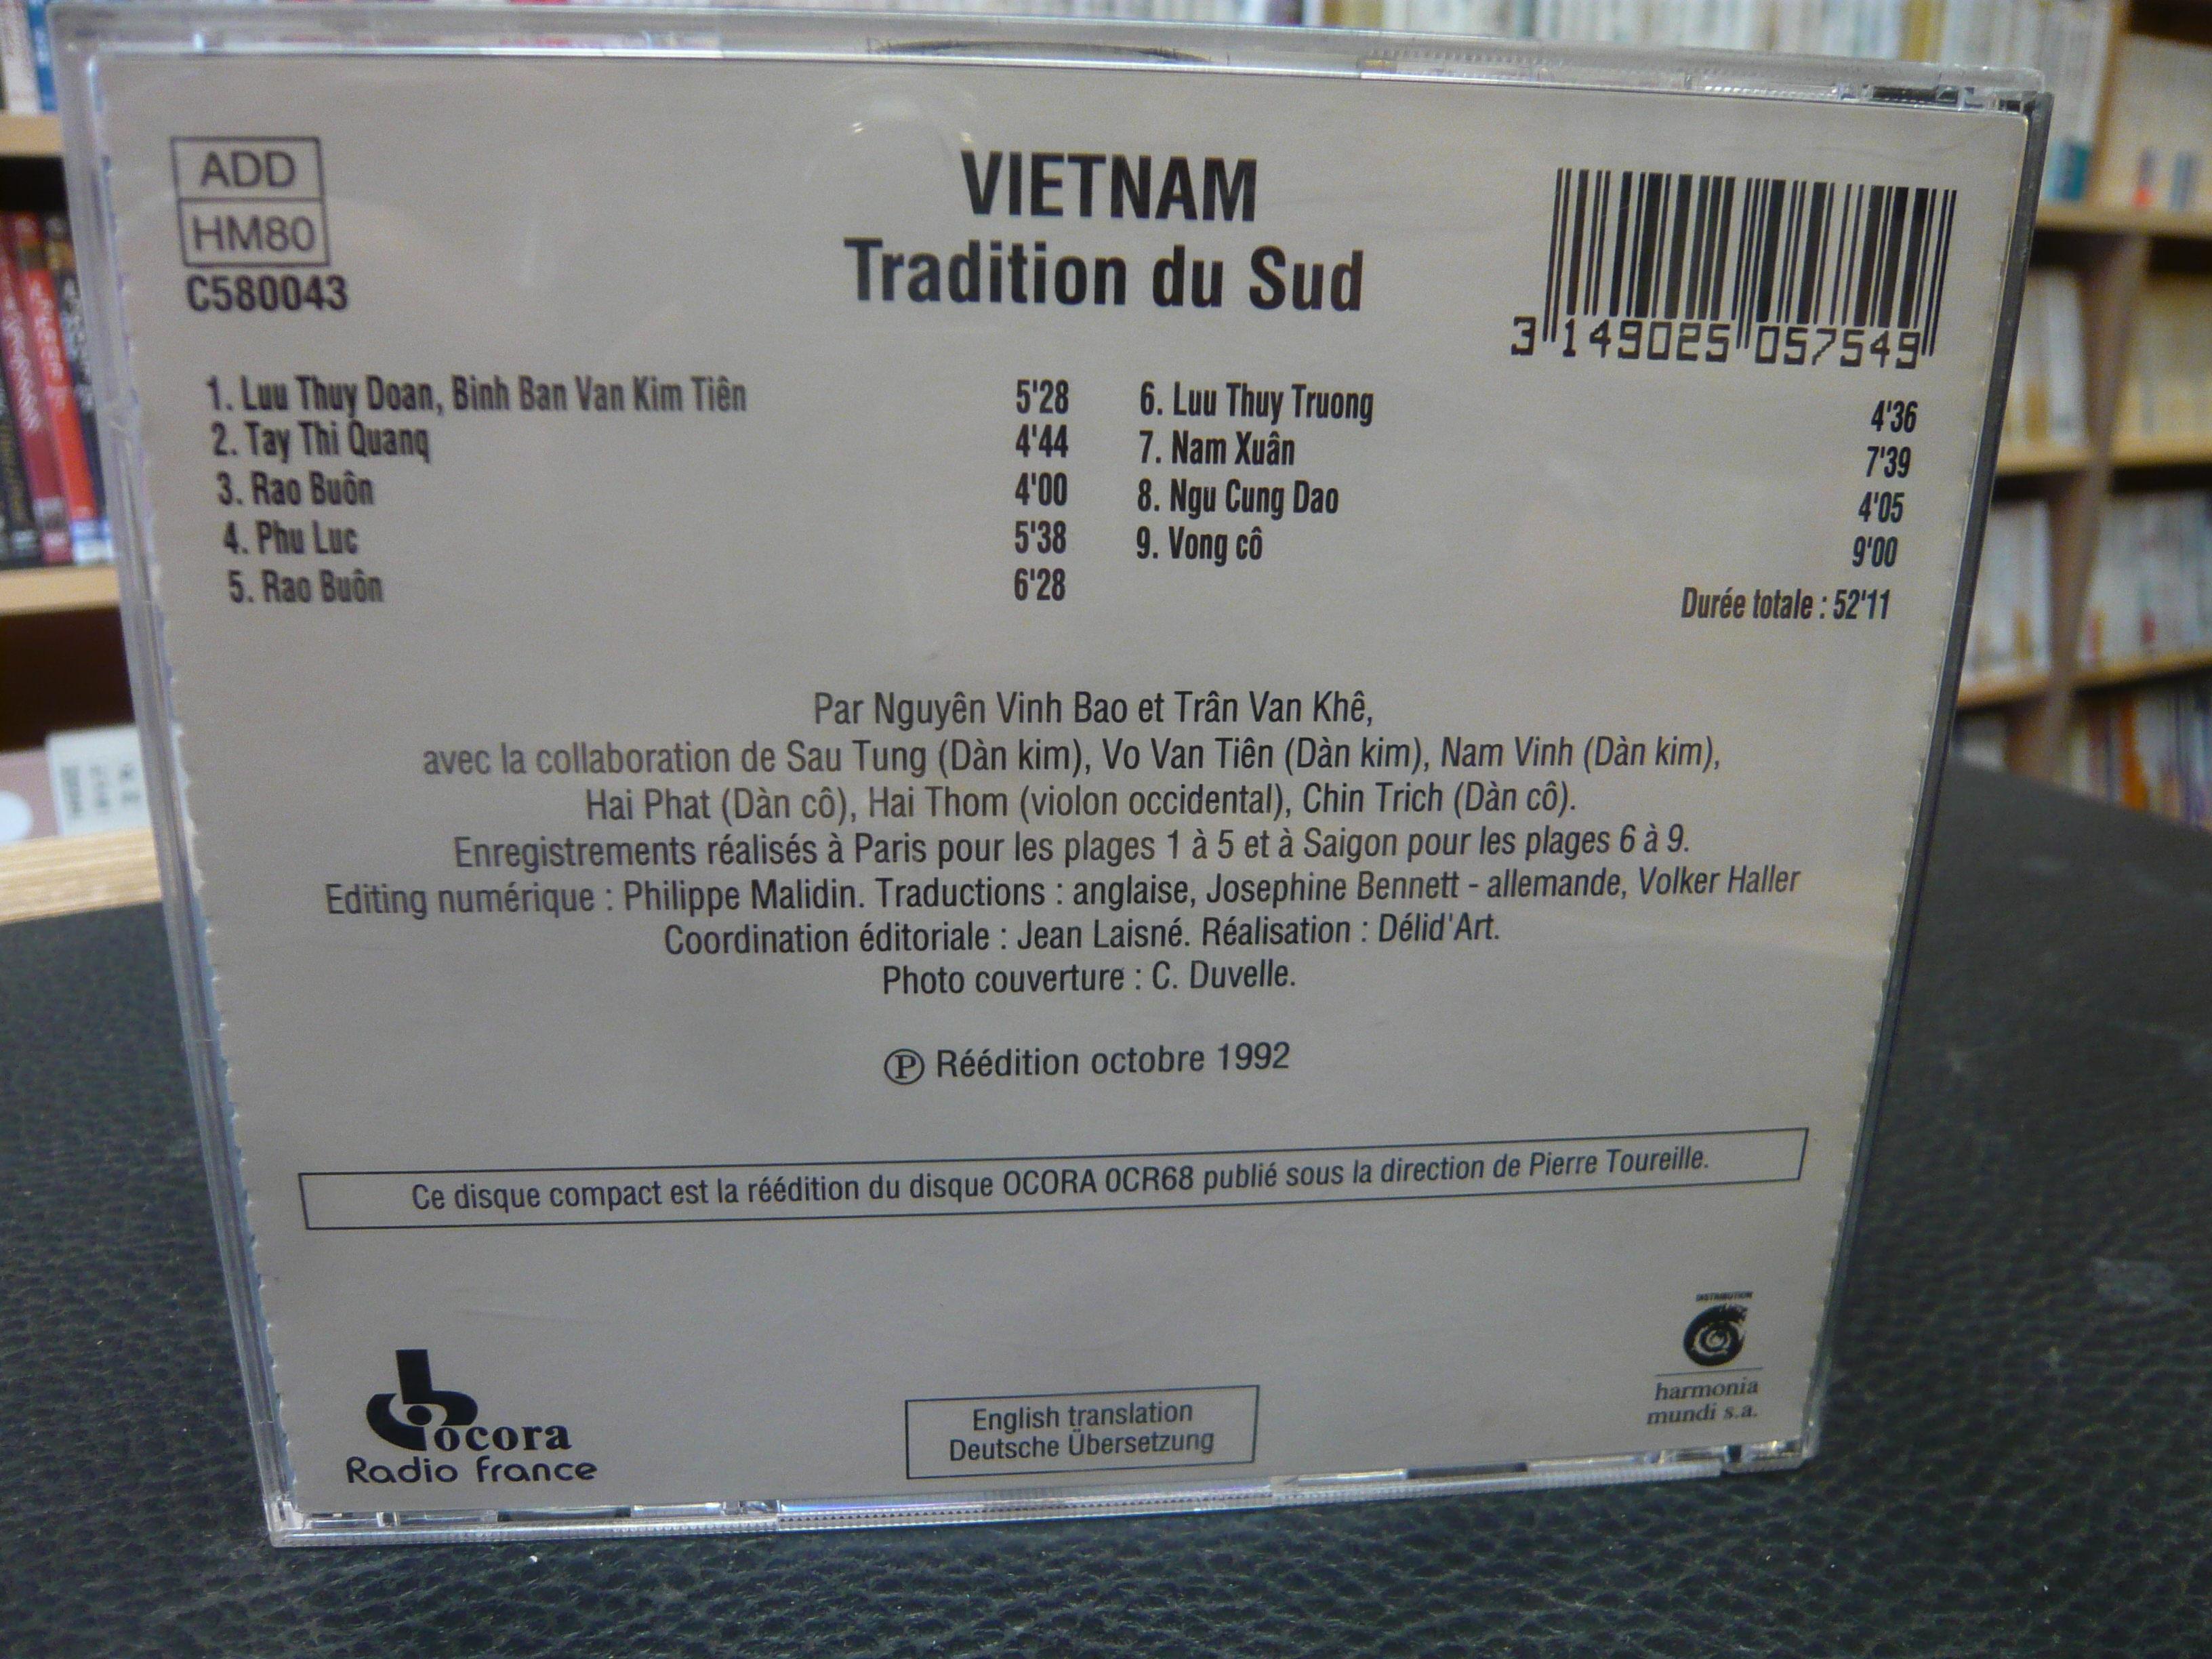 ADD
HM80
C580043
VIETNAM
Tradition du Sud
3 149025 057549
1. Luu Thuy Doan, Binh Ban Van Kim Tiên 5'28
2. Tay Thi Quang 4'44
3. Rao Buôn 4'00
4. Phu Luc 5'38
5. Rao Buôn 6'28
6. Luu Thuy Truong 4'36
7. Nam Xuân 7'39
8. Ngu Cung Dao 4'05
9. Vong cô 9'00
Durée totale : 52'11
Par Nguyên Vinh Bao et Trân Van Khê,
avec la collaboration de Sau Tung (Dàn kim), Vo Van Tiên (Dàn kim), Nam Vinh (Dàn kim),
Hai Phat (Dàn cô), Hai Thom (violon occidental), Chin Trich (Dàn cô).
Enregistrements réalisés à Paris pour les plages 1 à 5 et à Saigon pour les plages 6 à 9.
Editing numérique : Philippe Malidin. Traductions : anglaise, Josephine Bennett - allemande, Volker Haller
Coordination éditoriale : Jean Laisné. Réalisation : Délid'Art.
Photo couverture : C. Duvelle.
Ⓟ Réédition octobre 1992
Ce disque compact est la réédition du disque OCORA OCR68 publié sous la direction de Pierre Toureille.
ocora
Radio france
English translation
Deutsche Übersetzung
DISTRIBUTION
harmonia
mundi s.a.